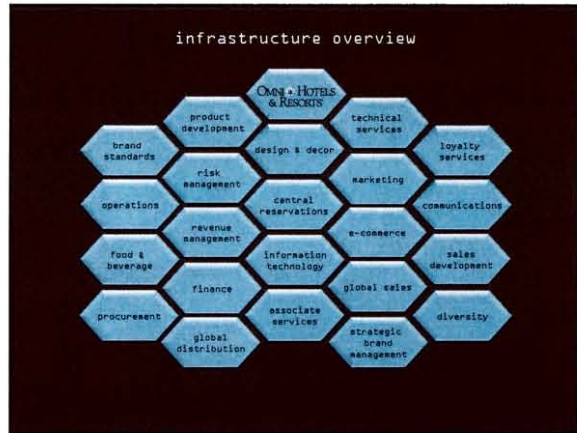 infrastructure overview
OMNI HOTELS
& RESORTS
product
development
technical
services
brand
standards
design & decor
loyalty
services
risk
management
marketing
operations
central
reservations
communications
revenue
management
e-commerce
food &
beverage
information
technology
sales
development
finance
global sales
procurement
associate
services
diversity
global
distribution
strategic
brand
management